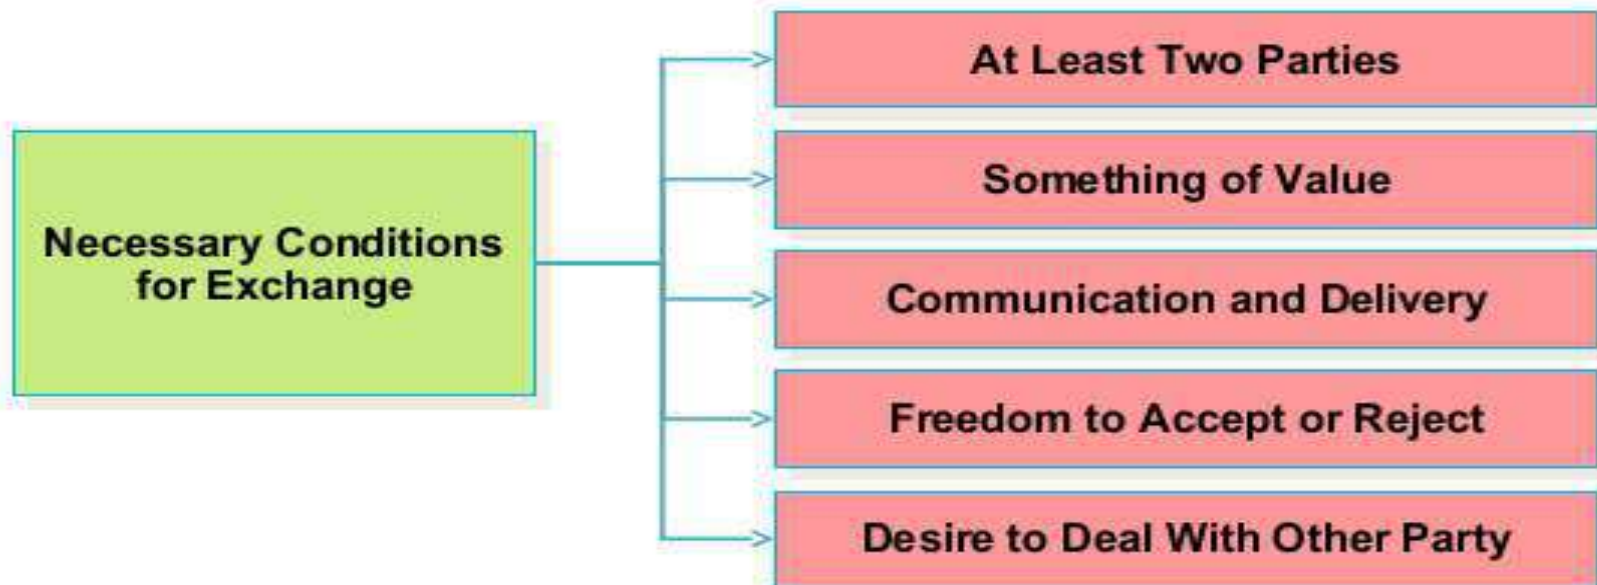 Necessary Conditions
for Exchange
At Least Two Parties
Something of Value
Communication and Delivery
Freedom to Accept or Reject
Desire to Deal With Other Party